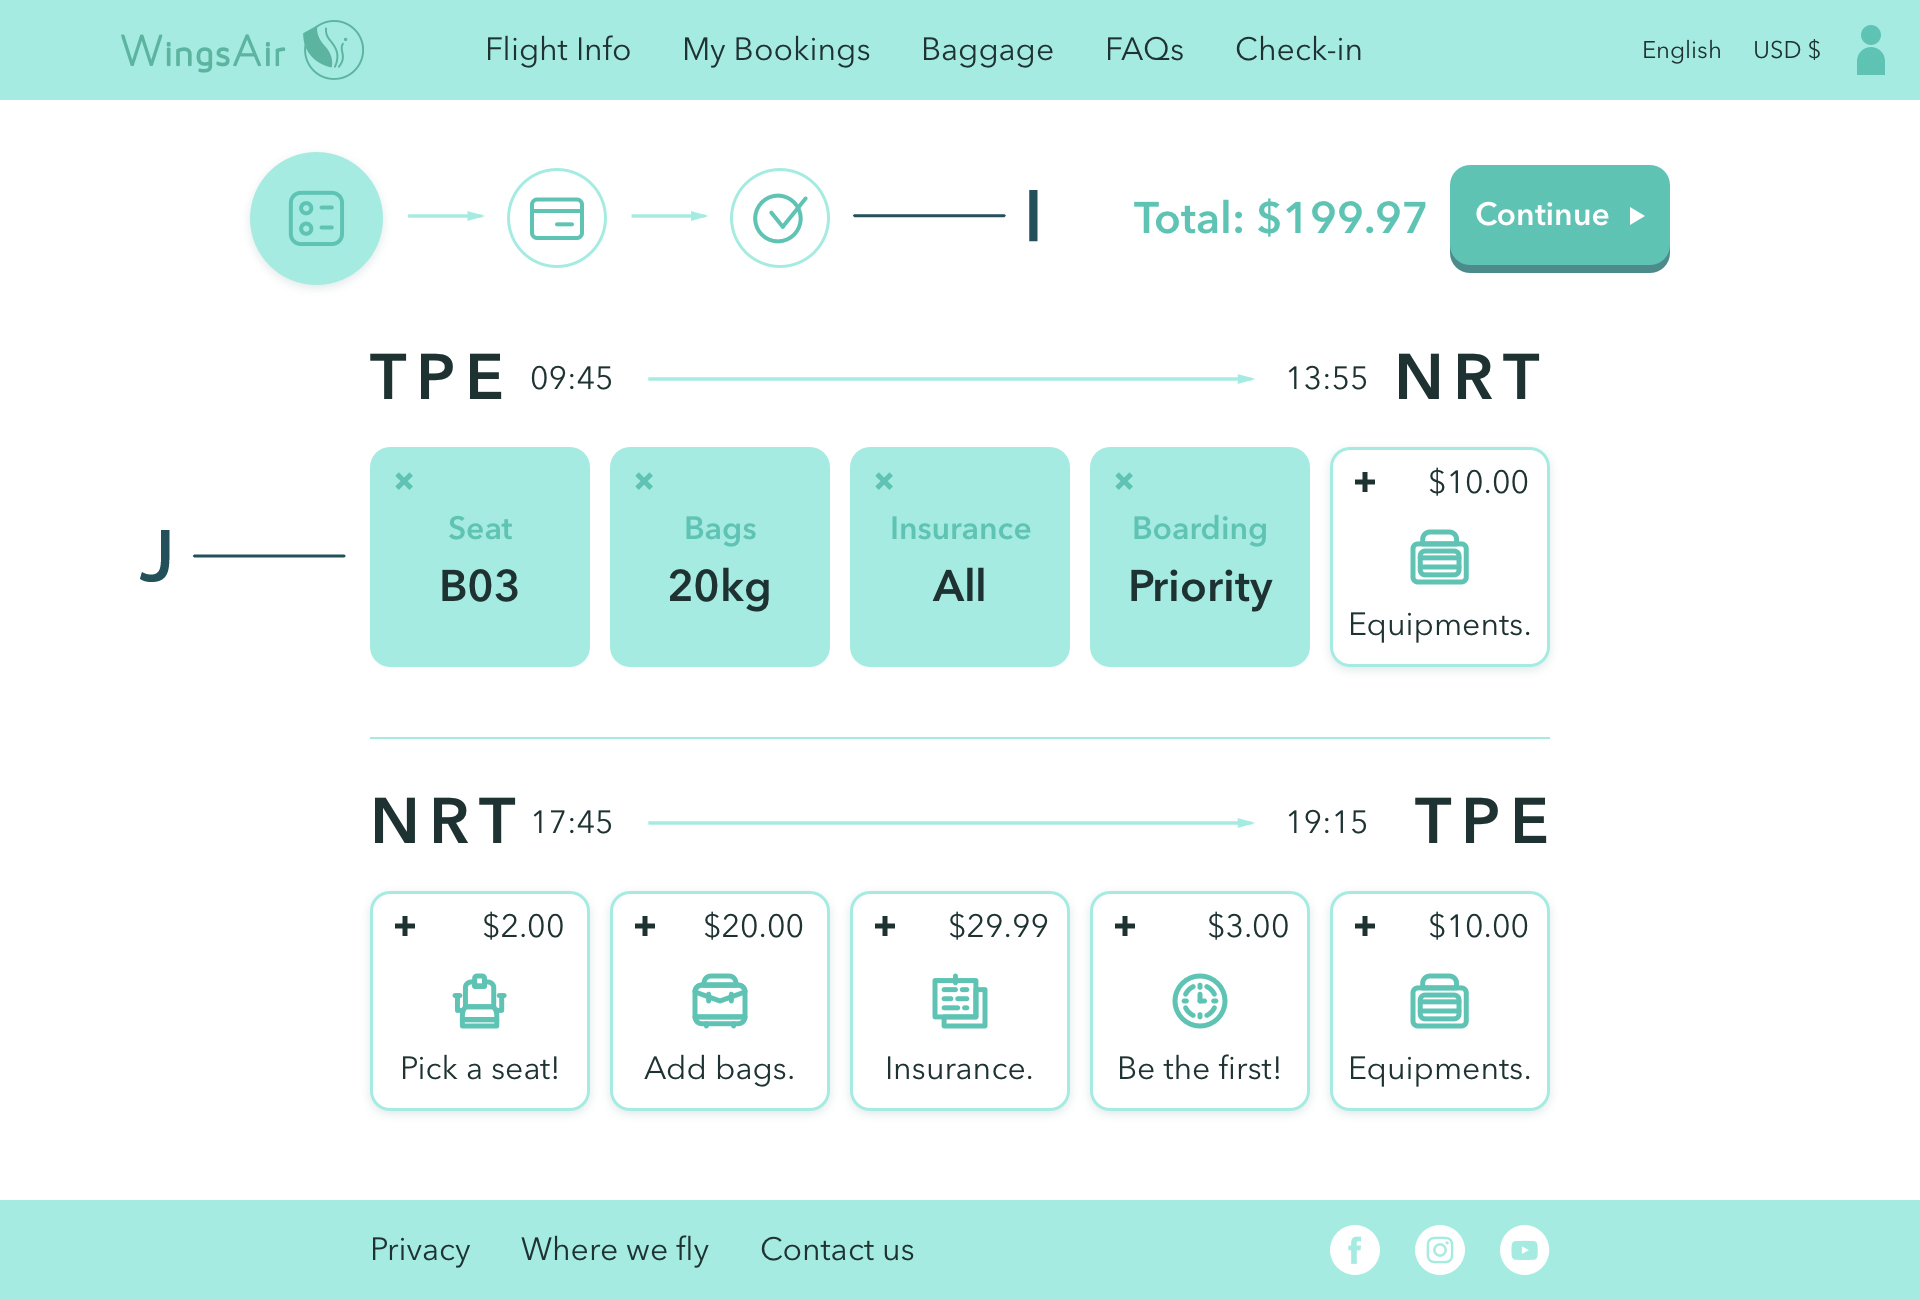 WingsAir
Flight Info
My Bookings
Baggage
FAQs
Check-in
English
USD $
I
Total: $199.97
Continue
TPE 09:45
13:55 NRT
J
Seat
B03
Bags
20kg
Insurance
All
Boarding
Priority
$10.00
Equipments.
NRT 17:45
19:15 TPE
$2.00
Pick a seat!
$20.00
Add bags.
$29.99
Insurance.
$3.00
Be the first!
$10.00
Equipments.
Privacy
Where we fly
Contact us